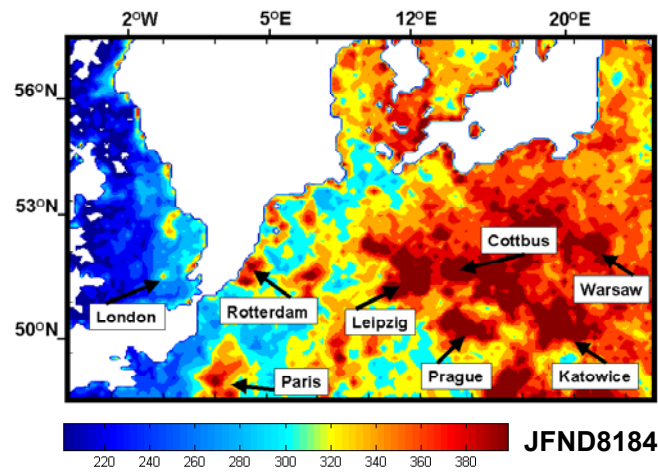 2°W 5°E 12°E 20°E
56°N
53°N
50°N
Cottbus
Warsaw
London
Rotterdam
Leipzig
Paris
Prague
Katowice
220 240 260 280 300 320 340 360 380
JFND8184